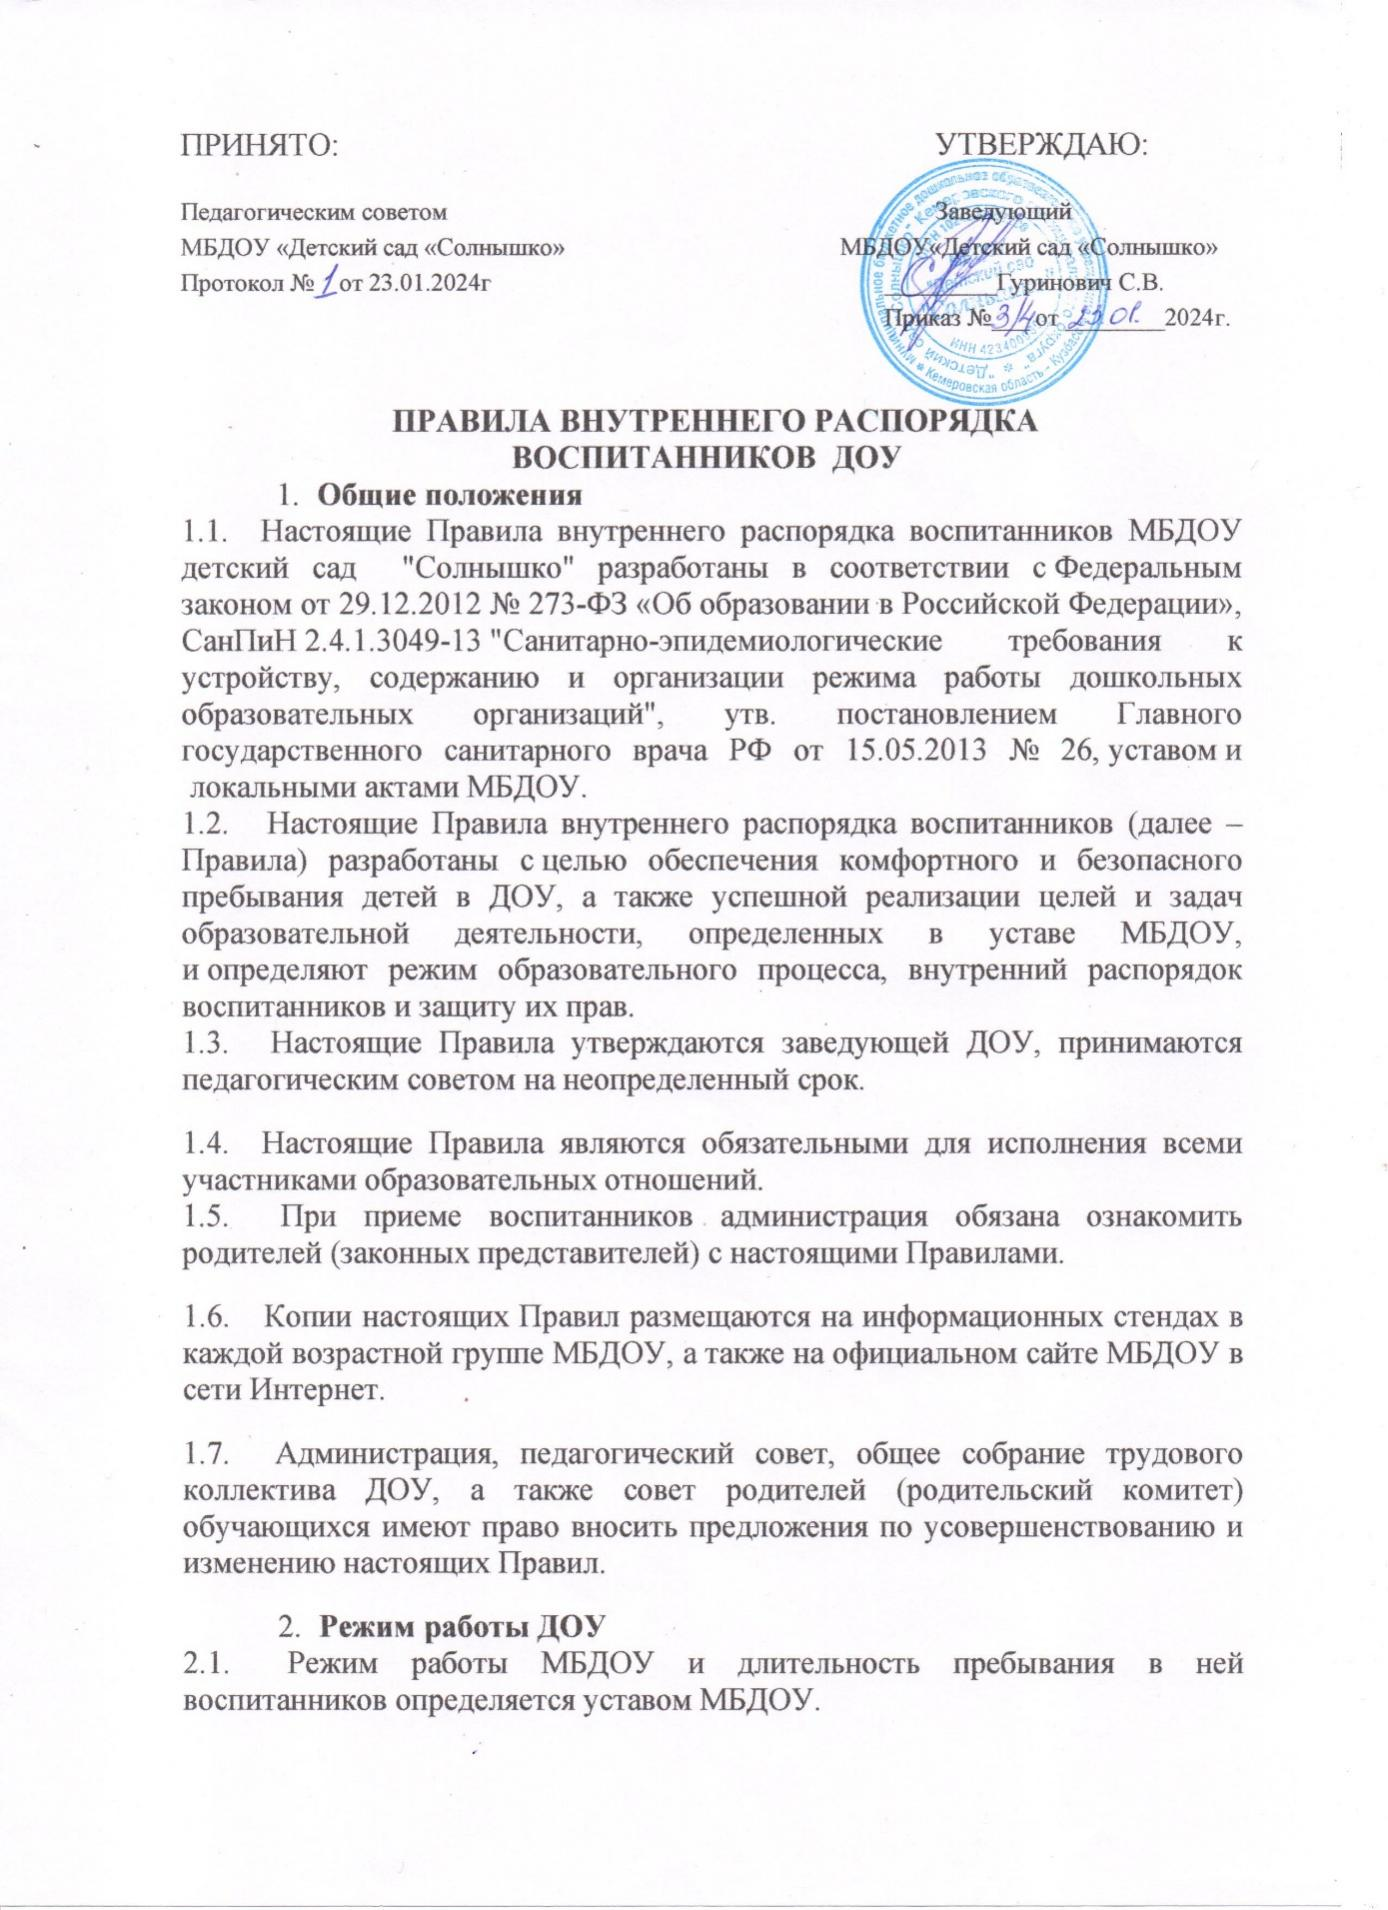 ПРИНЯТО: УТВЕРЖДАЮ:
Педагогическим советом Заведующий
МБДОУ «Детский сад «Солнышко» МБДОУ«Детский сад «Солнышко»
Протокол № 1 от 23.01.2024г Гуринович С.В.
Приказ № 3/4 от 23.01. 2024г.
ИНН
Кемеровская область - Кузбасс
ПРАВИЛА ВНУТРЕННЕГО РАСПОРЯДКА
ВОСПИТАННИКОВ ДОУ
1. Общие положения
1.1. Настоящие Правила внутреннего распорядка воспитанников МБДОУ
детский сад "Солнышко" разработаны в соответствии с Федеральным
законом от 29.12.2012 № 273-ФЗ «Об образовании в Российской Федерации»,
СанПиН 2.4.1.3049-13 "Санитарно-эпидемиологические требования к
устройству, содержанию и организации режима работы дошкольных
образовательных организаций", утв. постановлением Главного
государственного санитарного врача РФ от 15.05.2013 № 26, уставом и
локальными актами МБДОУ.
1.2. Настоящие Правила внутреннего распорядка воспитанников (далее –
Правила) разработаны с целью обеспечения комфортного и безопасного
пребывания детей в ДОУ, а также успешной реализации целей и задач
образовательной деятельности, определенных в уставе МБДОУ,
и определяют режим образовательного процесса, внутренний распорядок
воспитанников и защиту их прав.
1.3. Настоящие Правила утверждаются заведующей ДОУ, принимаются
педагогическим советом на неопределенный срок.
1.4. Настоящие Правила являются обязательными для исполнения всеми
участниками образовательных отношений.
1.5. При приеме воспитанников администрация обязана ознакомить
родителей (законных представителей) с настоящими Правилами.
1.6. Копии настоящих Правил размещаются на информационных стендах в
каждой возрастной группе МБДОУ, а также на официальном сайте МБДОУ в
сети Интернет.
1.7. Администрация, педагогический совет, общее собрание трудового
коллектива ДОУ, а также совет родителей (родительский комитет)
обучающихся имеют право вносить предложения по усовершенствованию и
изменению настоящих Правил.
2. Режим работы ДОУ
2.1. Режим работы МБДОУ и длительность пребывания в ней
воспитанников определяется уставом МБДОУ.